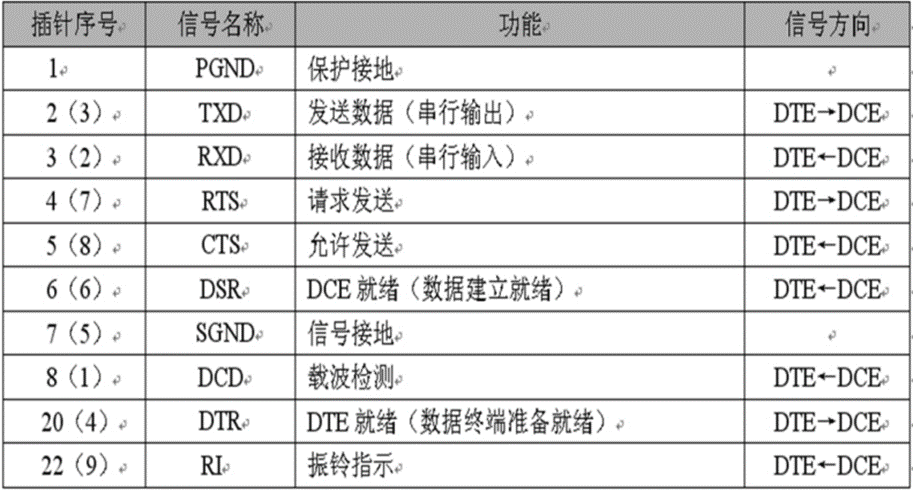 插针序号 信号名称 功能 信号方向
1 PGND 保护接地
2（3） TXD 发送数据（串行输出） DTE→DCE
3（2） RXD 接收数据（串行输入） DTE←DCE
4（7） RTS 请求发送 DTE→DCE
5（8） CTS 允许发送 DTE←DCE
6（6） DSR DCE 就绪（数据建立就绪） DTE←DCE
7（5） SGND 信号接地
8（1） DCD 载波检测 DTE←DCE
20（4） DTR DTE 就绪（数据终端准备就绪） DTE→DCE
22（9） RI 振铃指示 DTE←DCE